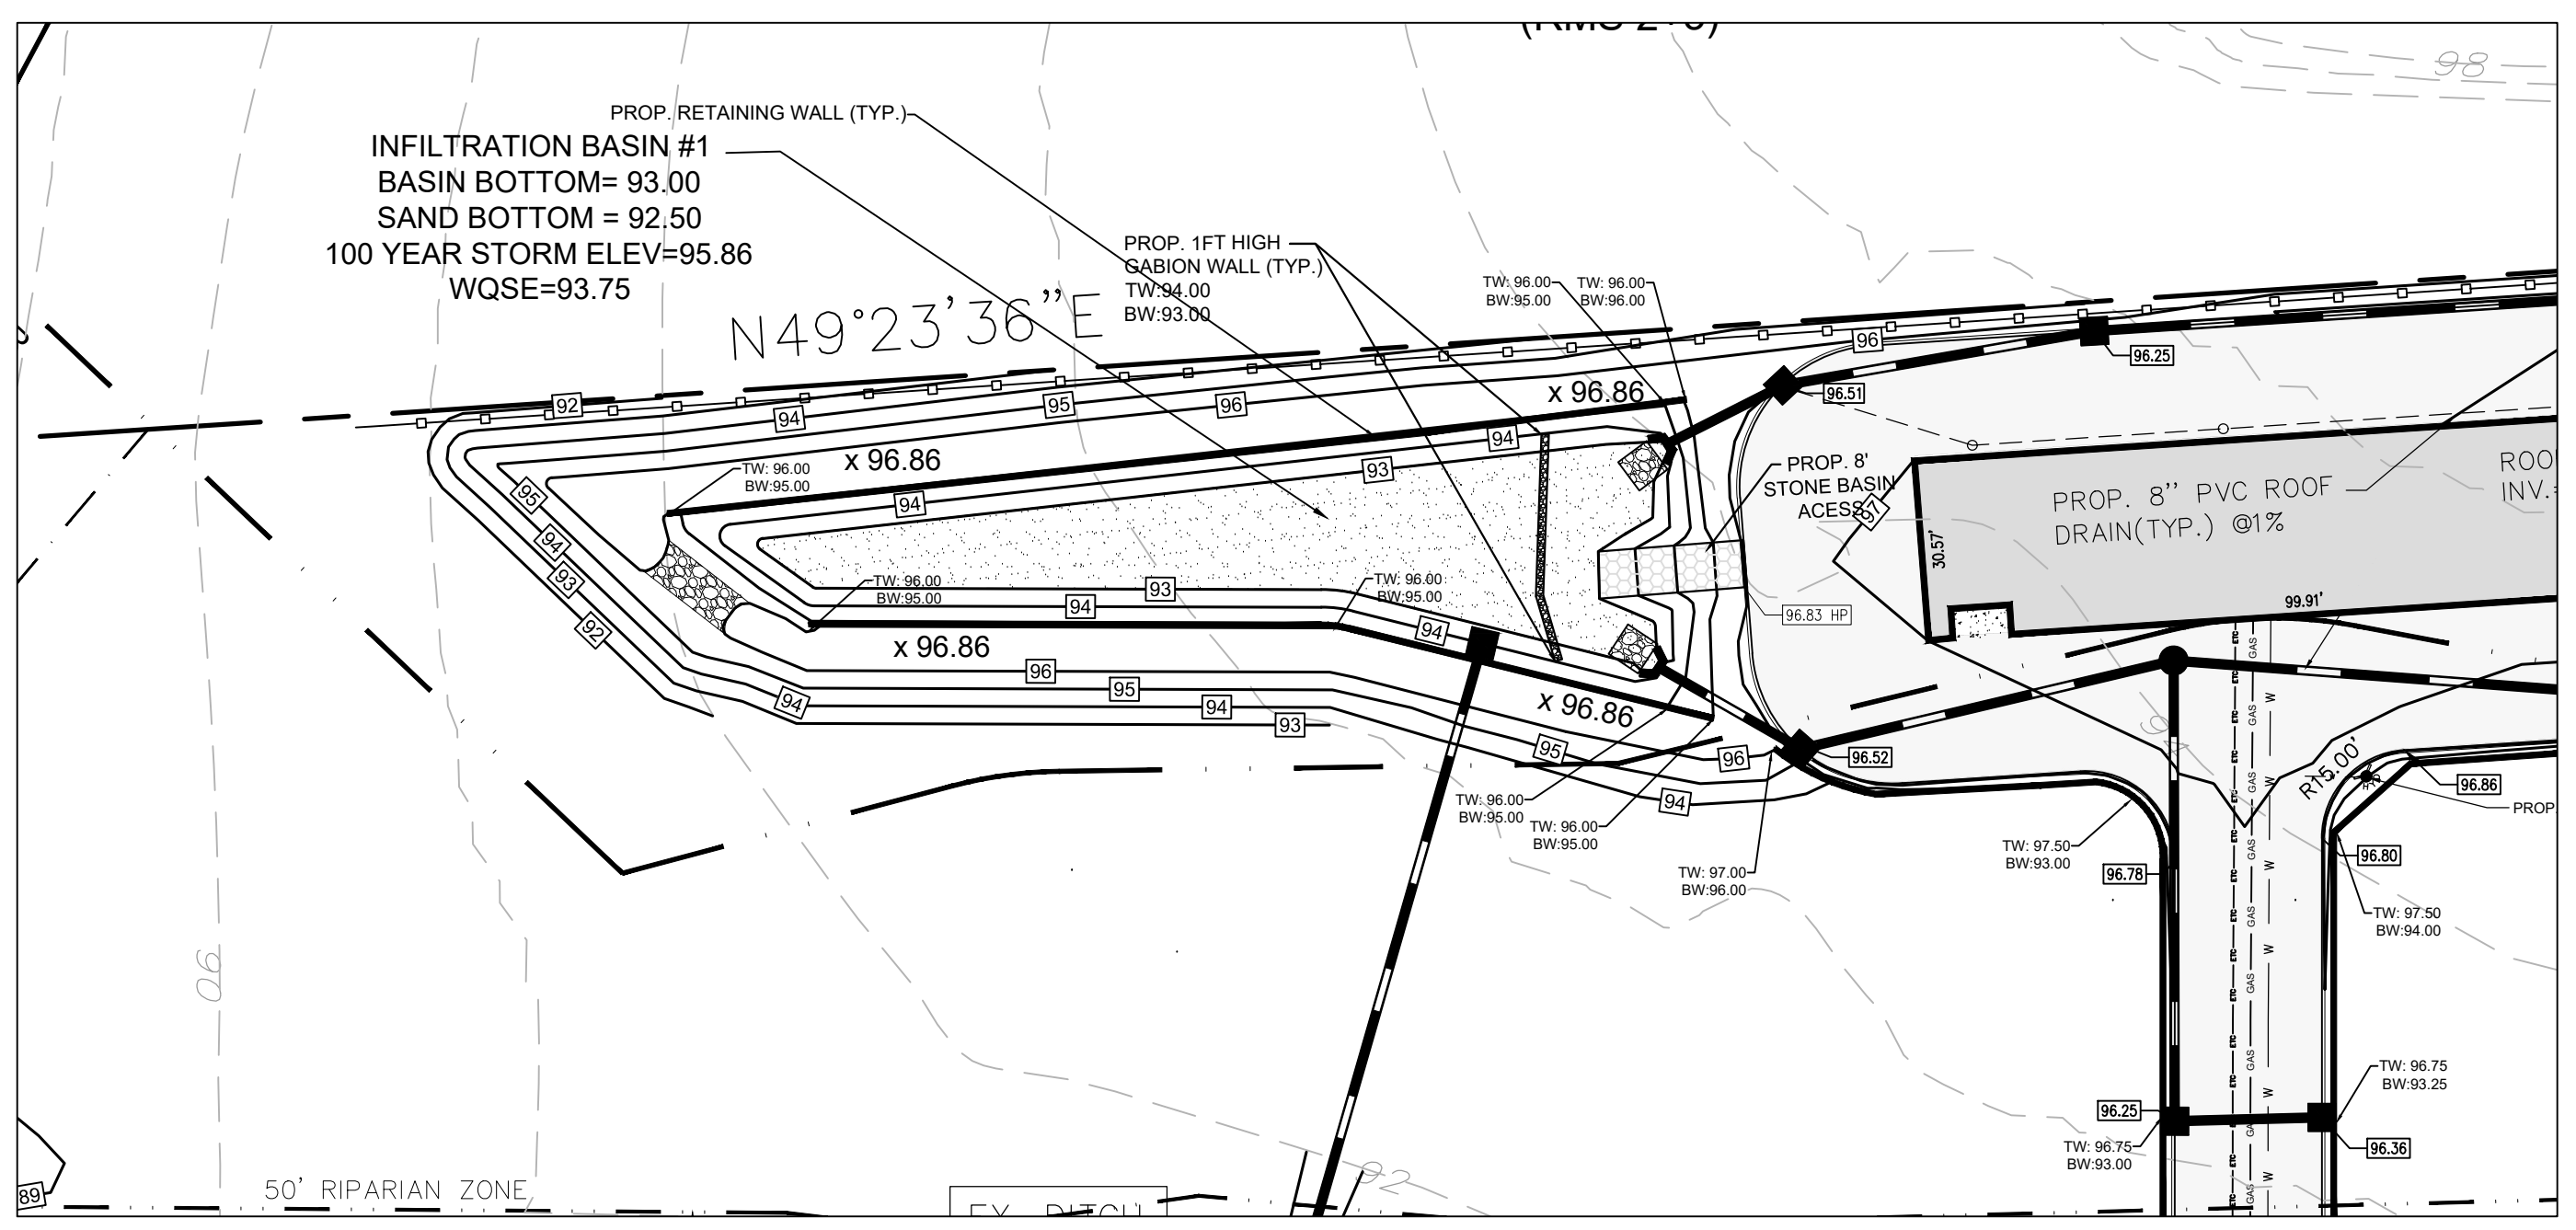 98
PROP. RETAINING WALL (TYP.)
INFILTRATION BASIN #1
BASIN BOTTOM= 93.00
SAND BOTTOM = 92.50
100 YEAR STORM ELEV=95.86
WQSE=93.75
PROP. 1FT HIGH
GABION WALL (TYP.)
TW:94.00
BW:93.00
N49°23'36"E
TW: 96.00
BW:95.00
TW: 96.00
BW:96.00
96
96.25
96.51
92
94
95
96
x 96.86
94
93
x 96.86
TW: 96.00
BW:95.00
94
95
94
93
92
PROP. 8'
STONE BASIN
ACESS
97
30.57'
PROP. 8" PVC ROOF
DRAIN(TYP.) @1%
INV.
99.91'
96.83 HP
TW: 96.00
BW:95.00
93
94
TW: 96.00
BW:95.00
94
x 96.86
96
95
94
94
93
x 96.86
95
96
94
96.52
TW: 96.00
BW:95.00
TW: 96.00
BW:95.00
TW: 97.00
BW:96.00
ETC
GAS
W
R15.00'
96.86
PROP.
TW: 97.50
BW:93.00
96.78
96.80
TW: 97.50
BW:94.00
TW: 96.75
BW:93.25
96.25
TW: 96.75
BW:93.00
96.36
90
92
89
50' RIPARIAN ZONE